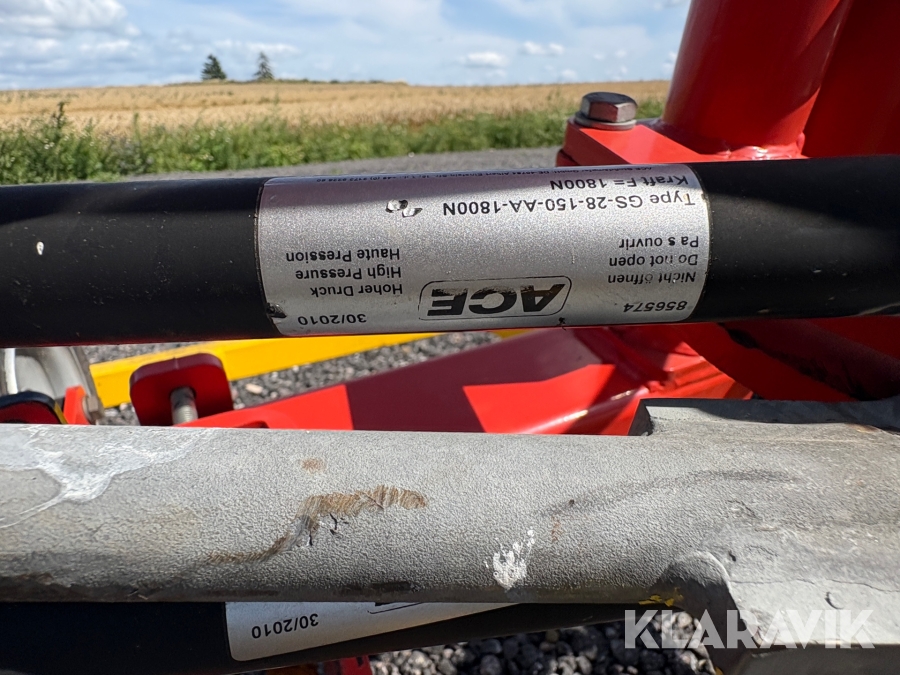 856574
30/2010
ACE
Nicht öffnen
Do not open
Pa s ouvrir
Hoher Druck
High Pressure
Haute Pression
Type GS-28-150-AA-1800N
Kraft F= 1800N
30/2010
KLARAVIK